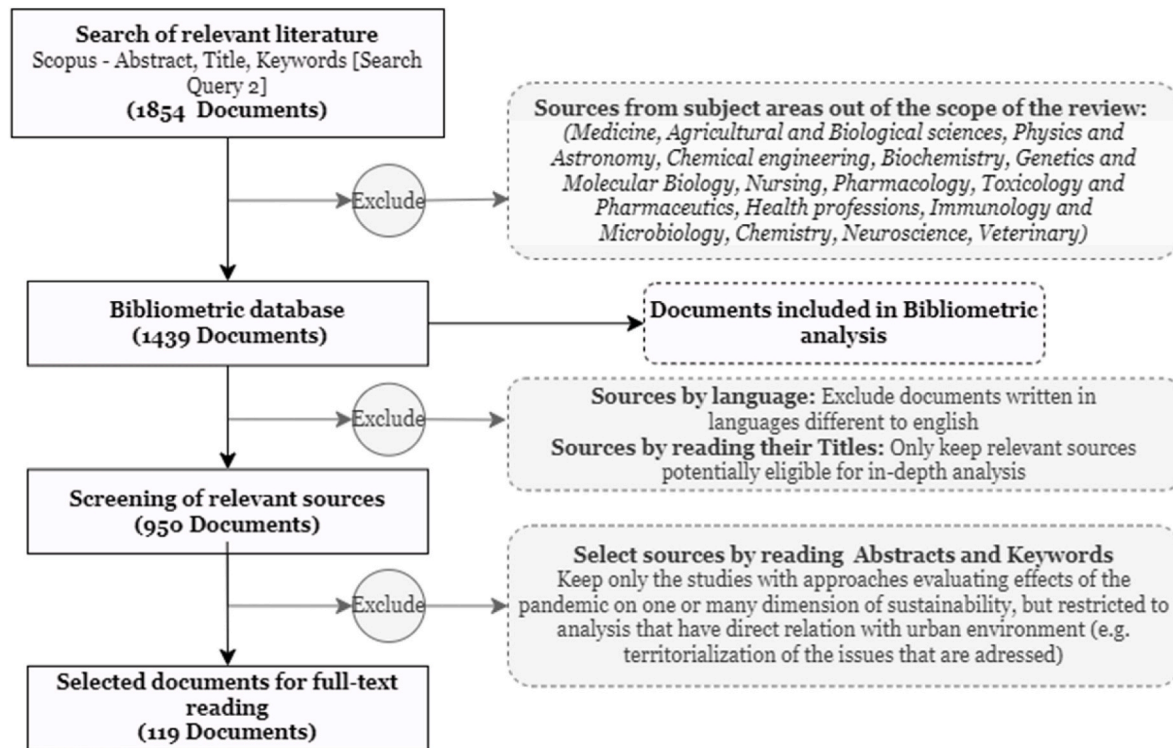 Search of relevant literature
Scopus - Abstract, Title, Keywords [Search
Query 2]
(1854 Documents)
Sources from subject areas out of the scope of the review:
(Medicine, Agricultural and Biological sciences, Physics and
Astronomy, Chemical engineering, Biochemistry, Genetics and
Molecular Biology, Nursing, Pharmacology, Toxicology and
Pharmaceutics, Health professions, Immunology and
Microbiology, Chemistry, Neuroscience, Veterinary)
Exclude
Bibliometric database
(1439 Documents)
Documents included in Bibliometric
analysis
Exclude
Sources by language: Exclude documents written in
languages different to english
Sources by reading their Titles: Only keep relevant sources
potentially eligible for in-depth analysis
Screening of relevant sources
(950 Documents)
Exclude
Select sources by reading Abstracts and Keywords
Keep only the studies with approaches evaluating effects of the
pandemic on one or many dimension of sustainability, but restricted to
analysis that have direct relation with urban environment (e.g.
territorialization of the issues that are adressed)
Selected documents for full-text
reading
(119 Documents)